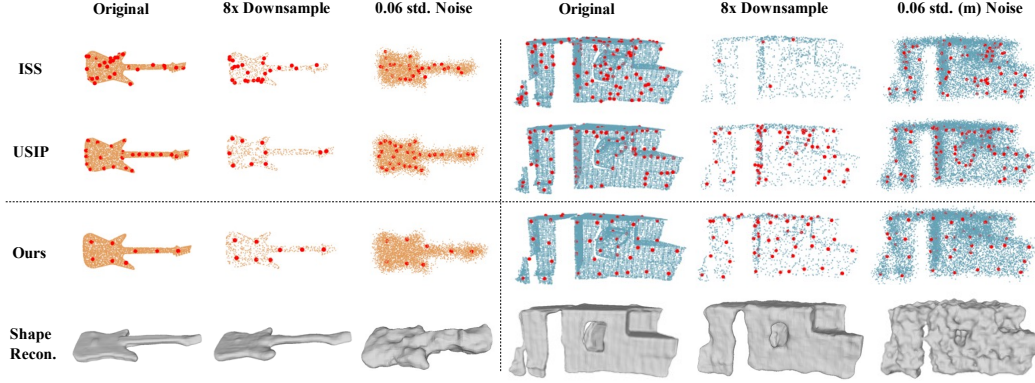 Original 8x Downsample 0.06 std. Noise Original 8x Downsample 0.06 std. (m) Noise
ISS
USIP
Ours
Shape
Recon.